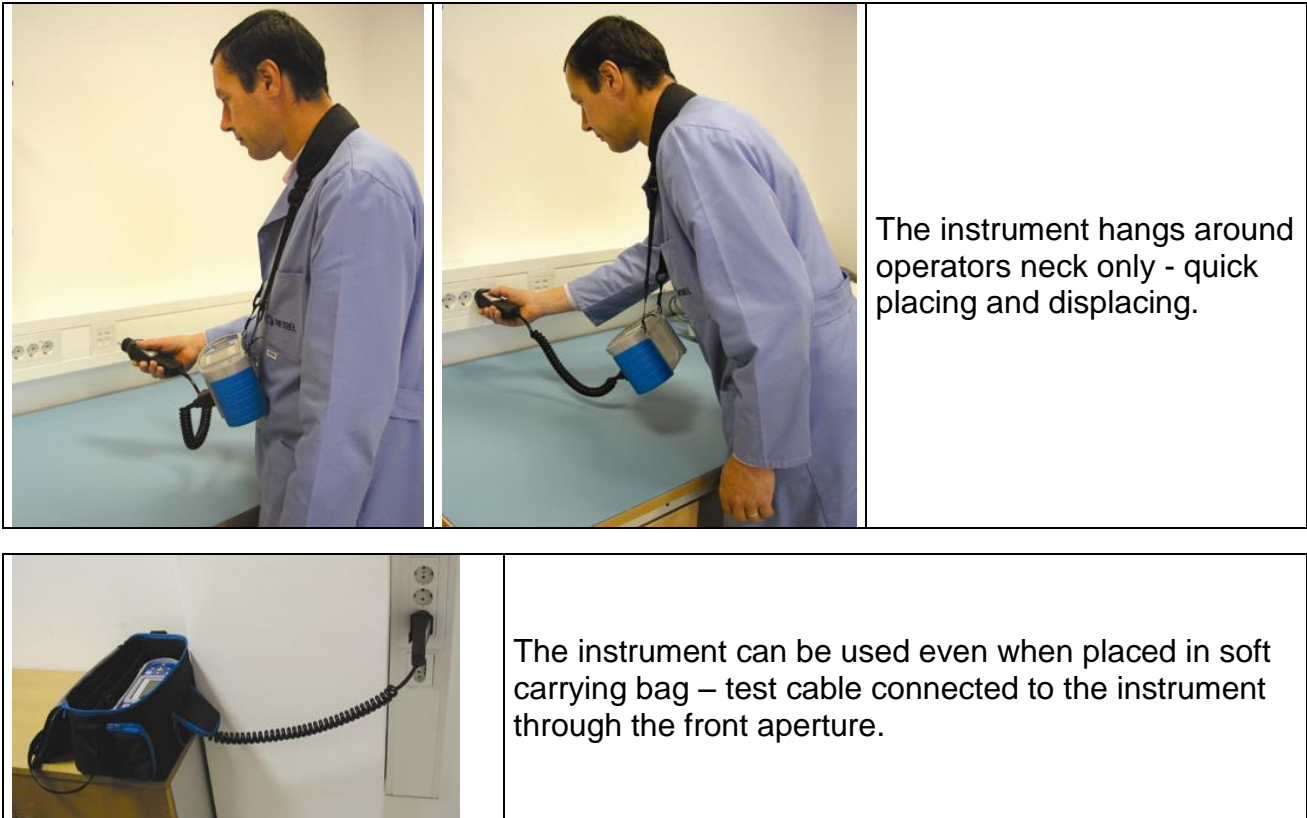 The instrument hangs around
operators neck only - quick
placing and displacing.
The instrument can be used even when placed in soft
carrying bag – test cable connected to the instrument
through the front aperture.